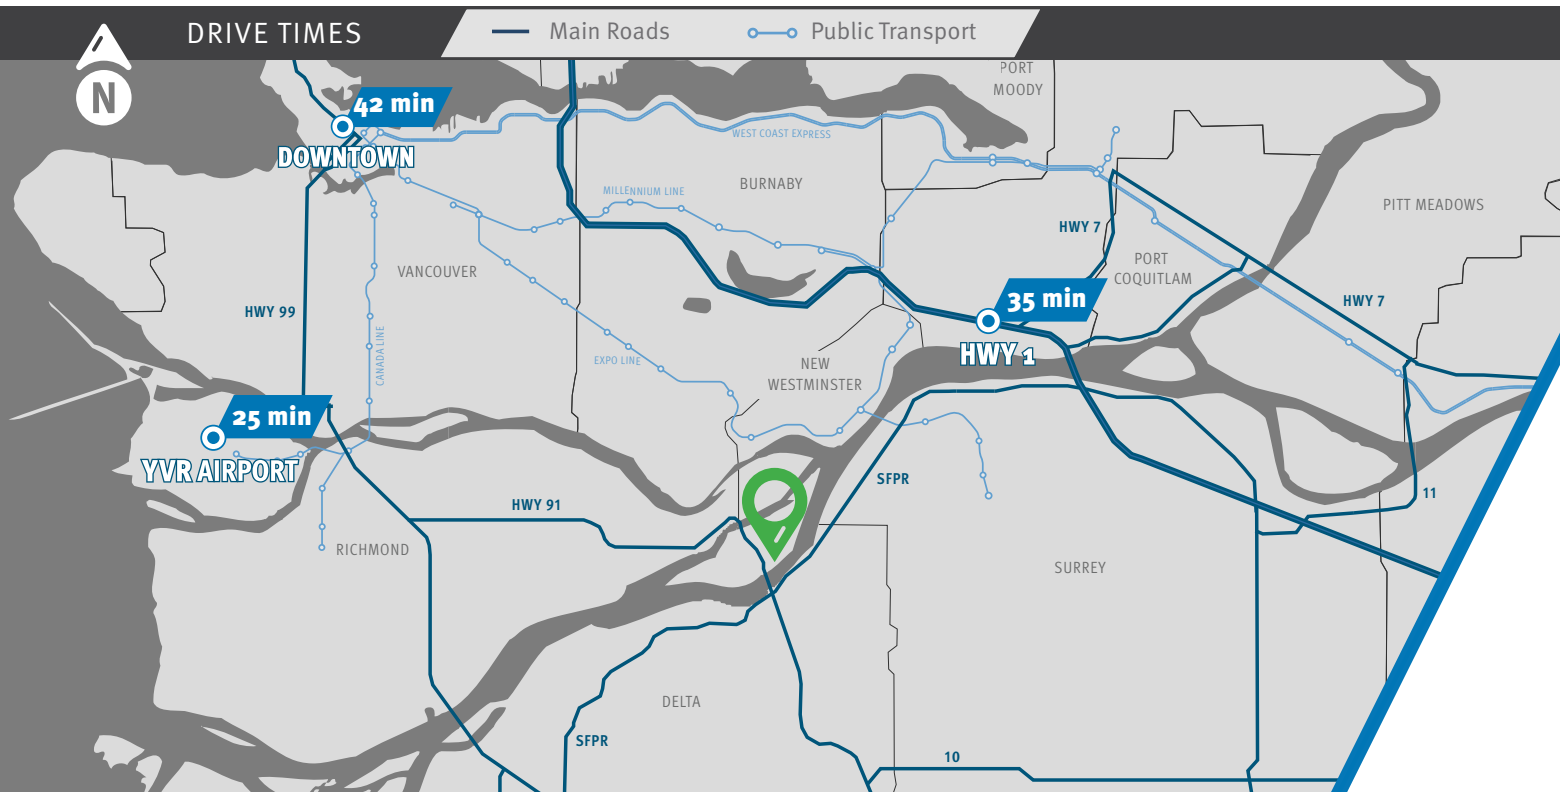 DRIVE TIMES
Main Roads
Public Transport
N
PORT
MOODY
42 min
DOWNTOWN
WEST COAST EXPRESS
MILLENNIUM LINE
BURNABY
PITT MEADOWS
HWY 7
VANCOUVER
PORT
COQUITLAM
HWY 99
35 min
HWY 7
CANADA LINE
EXPO LINE
HWY 1
NEW
WESTMINSTER
25 min
YVR AIRPORT
SFPR
11
HWY 91
RICHMOND
SURREY
DELTA
SFPR
10